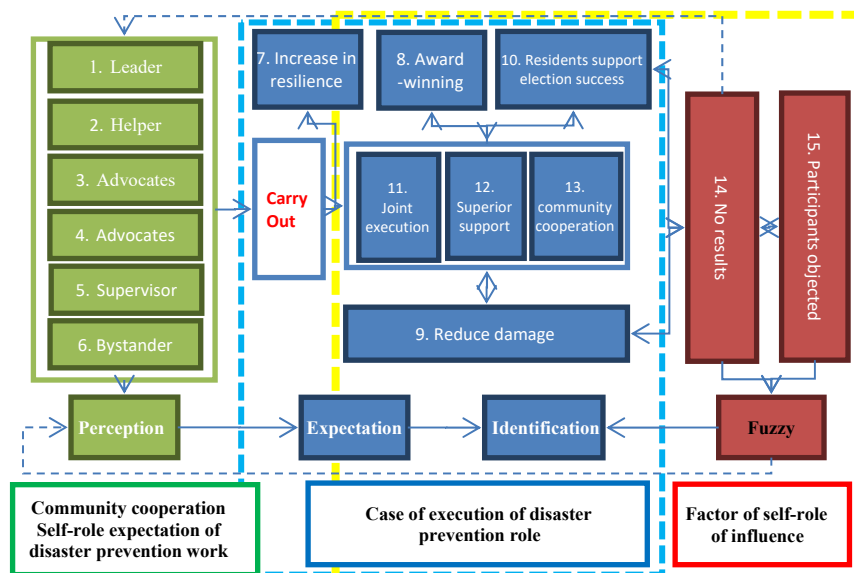 1. Leader
2. Helper
3. Advocates
4. Advocates
5. Supervisor
6. Bystander
Perception
7. Increase in
resilience
8. Award
-winning
10. Residents support
election success
Carry
Out
11.
Joint
execution
12.
Superior
support
13.
community
cooperation
9. Reduce damage
14. No results
15. Participants
objected
Expectation
Identification
Fuzzy
Community cooperation
Self-role expectation of
disaster prevention work
Case of execution of disaster
prevention role
Factor of self-role
of influence